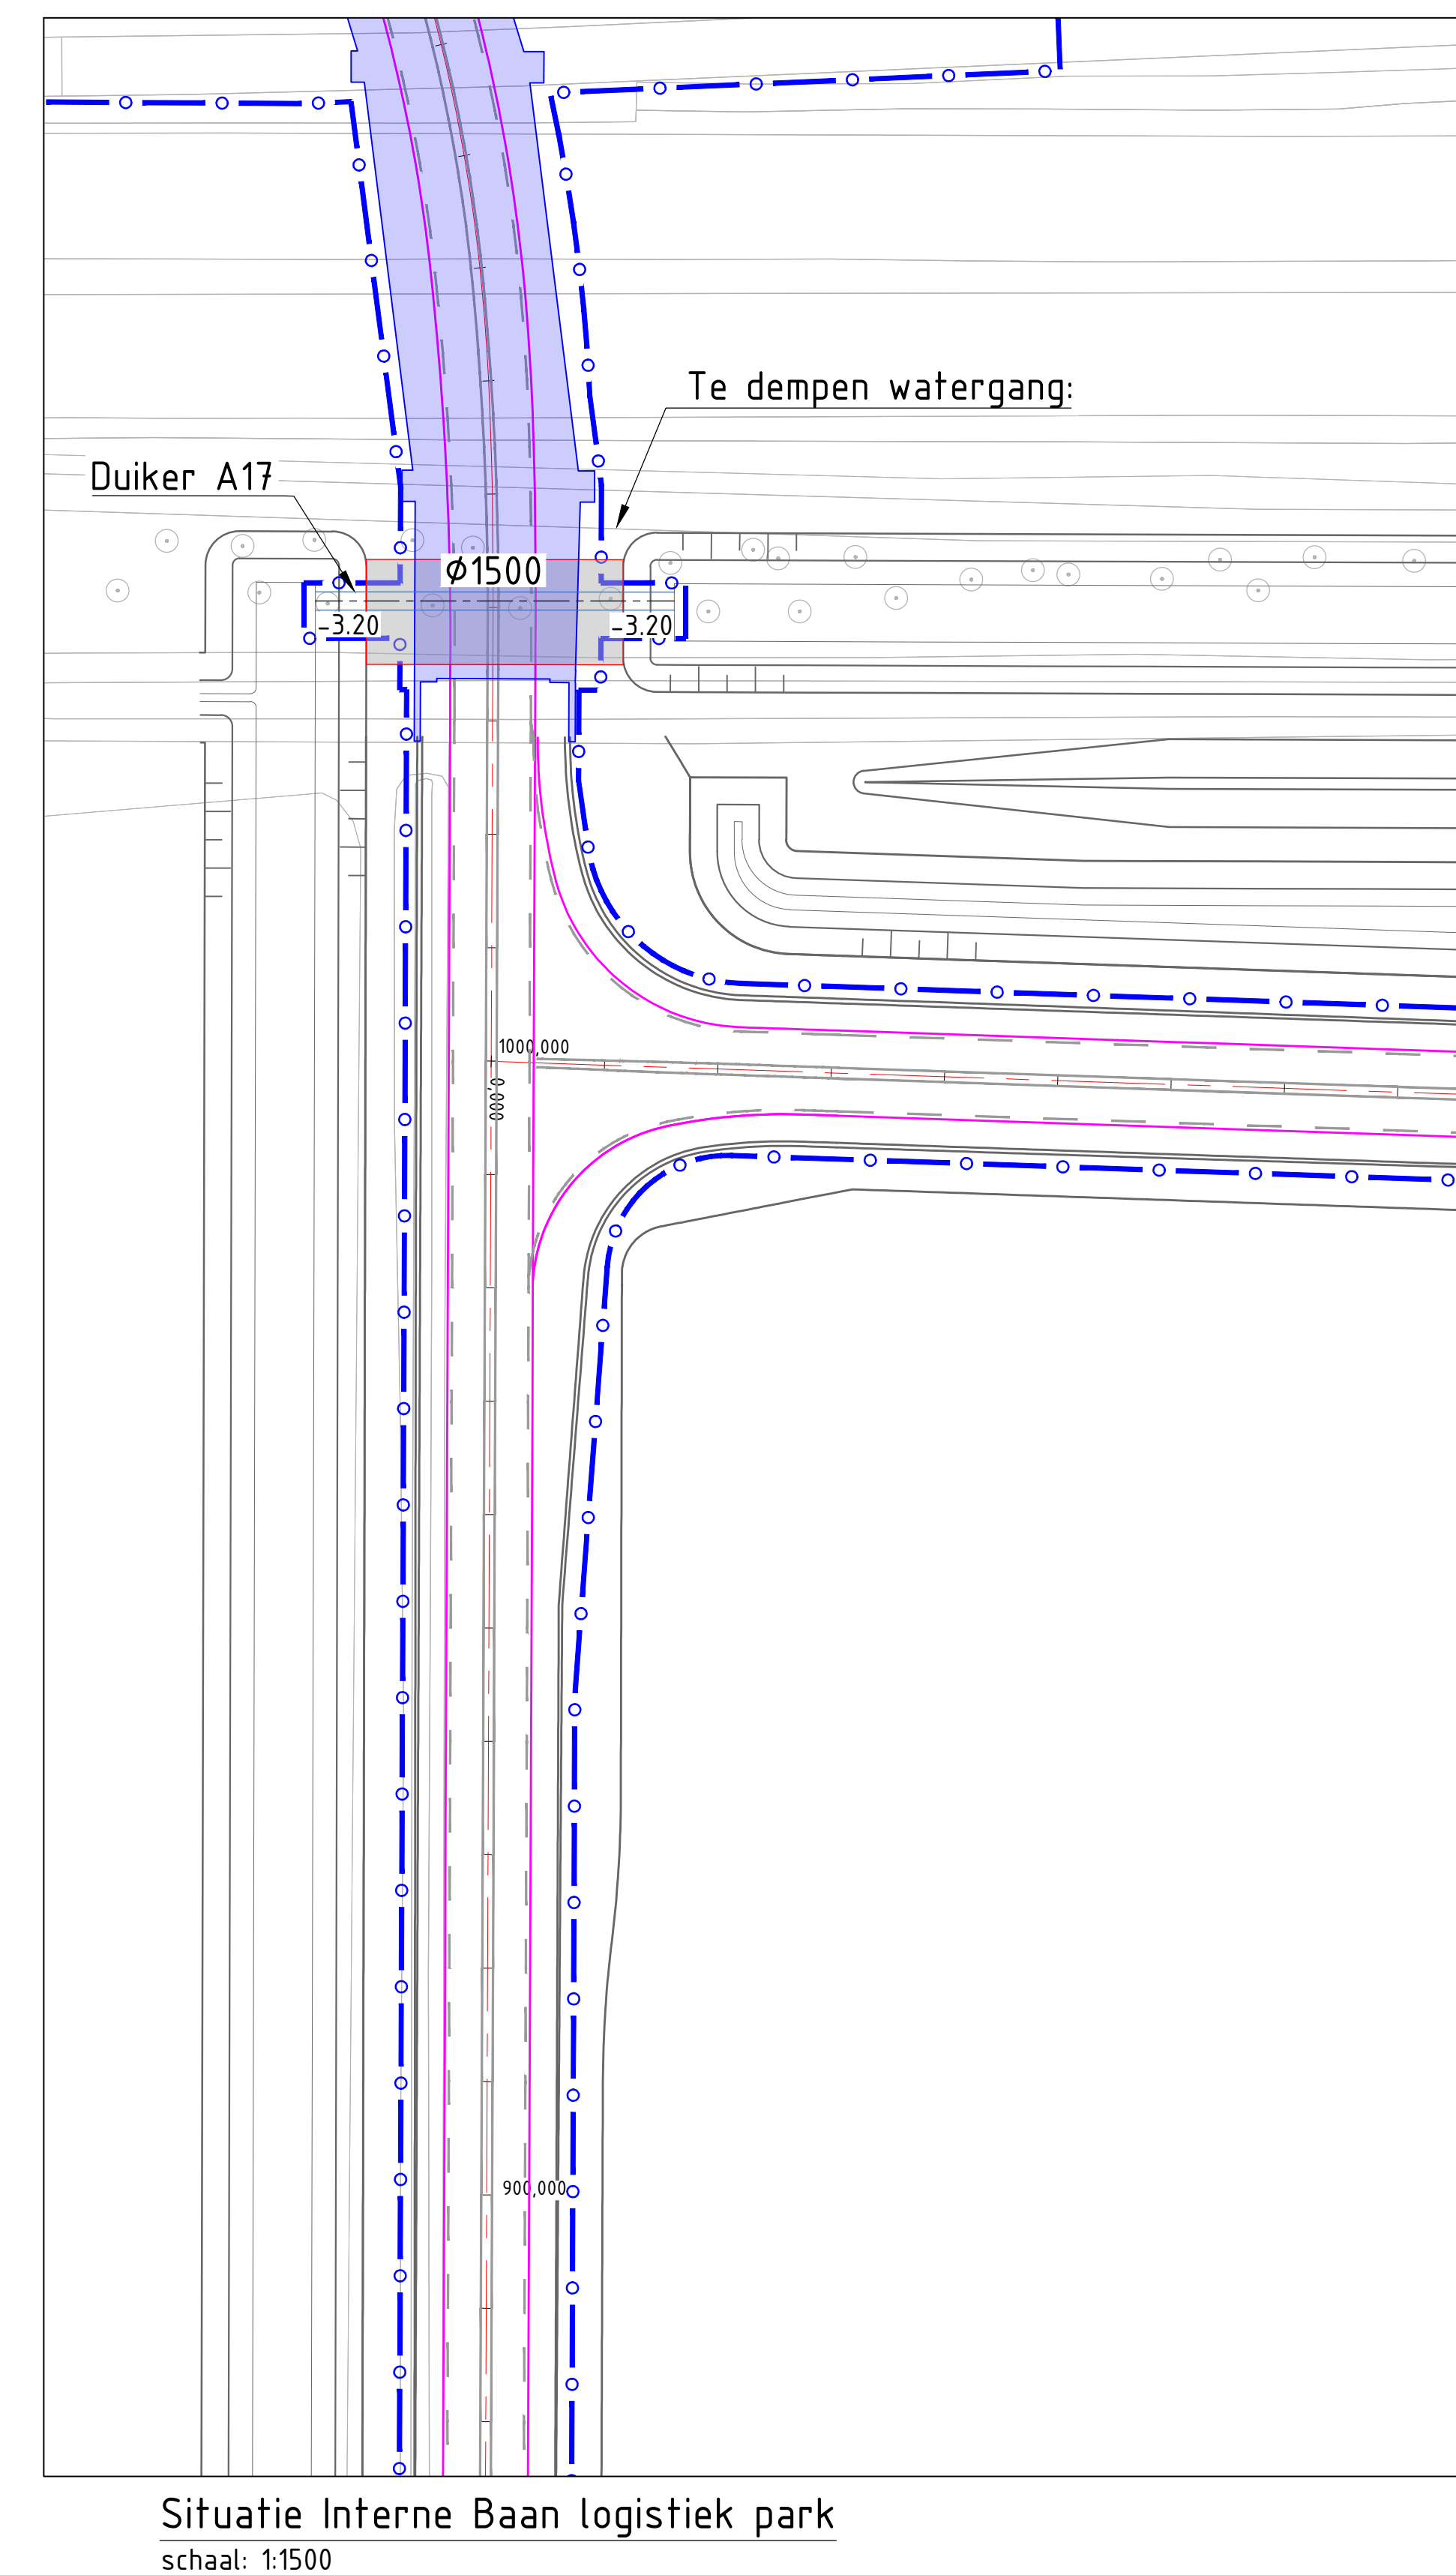 Te dempen watergang:
Duiker A17
ø1500
-3.20
-3.20
1000,000
0,000
900,000
Situatie Interne Baan logistiek park
schaal: 1:1500